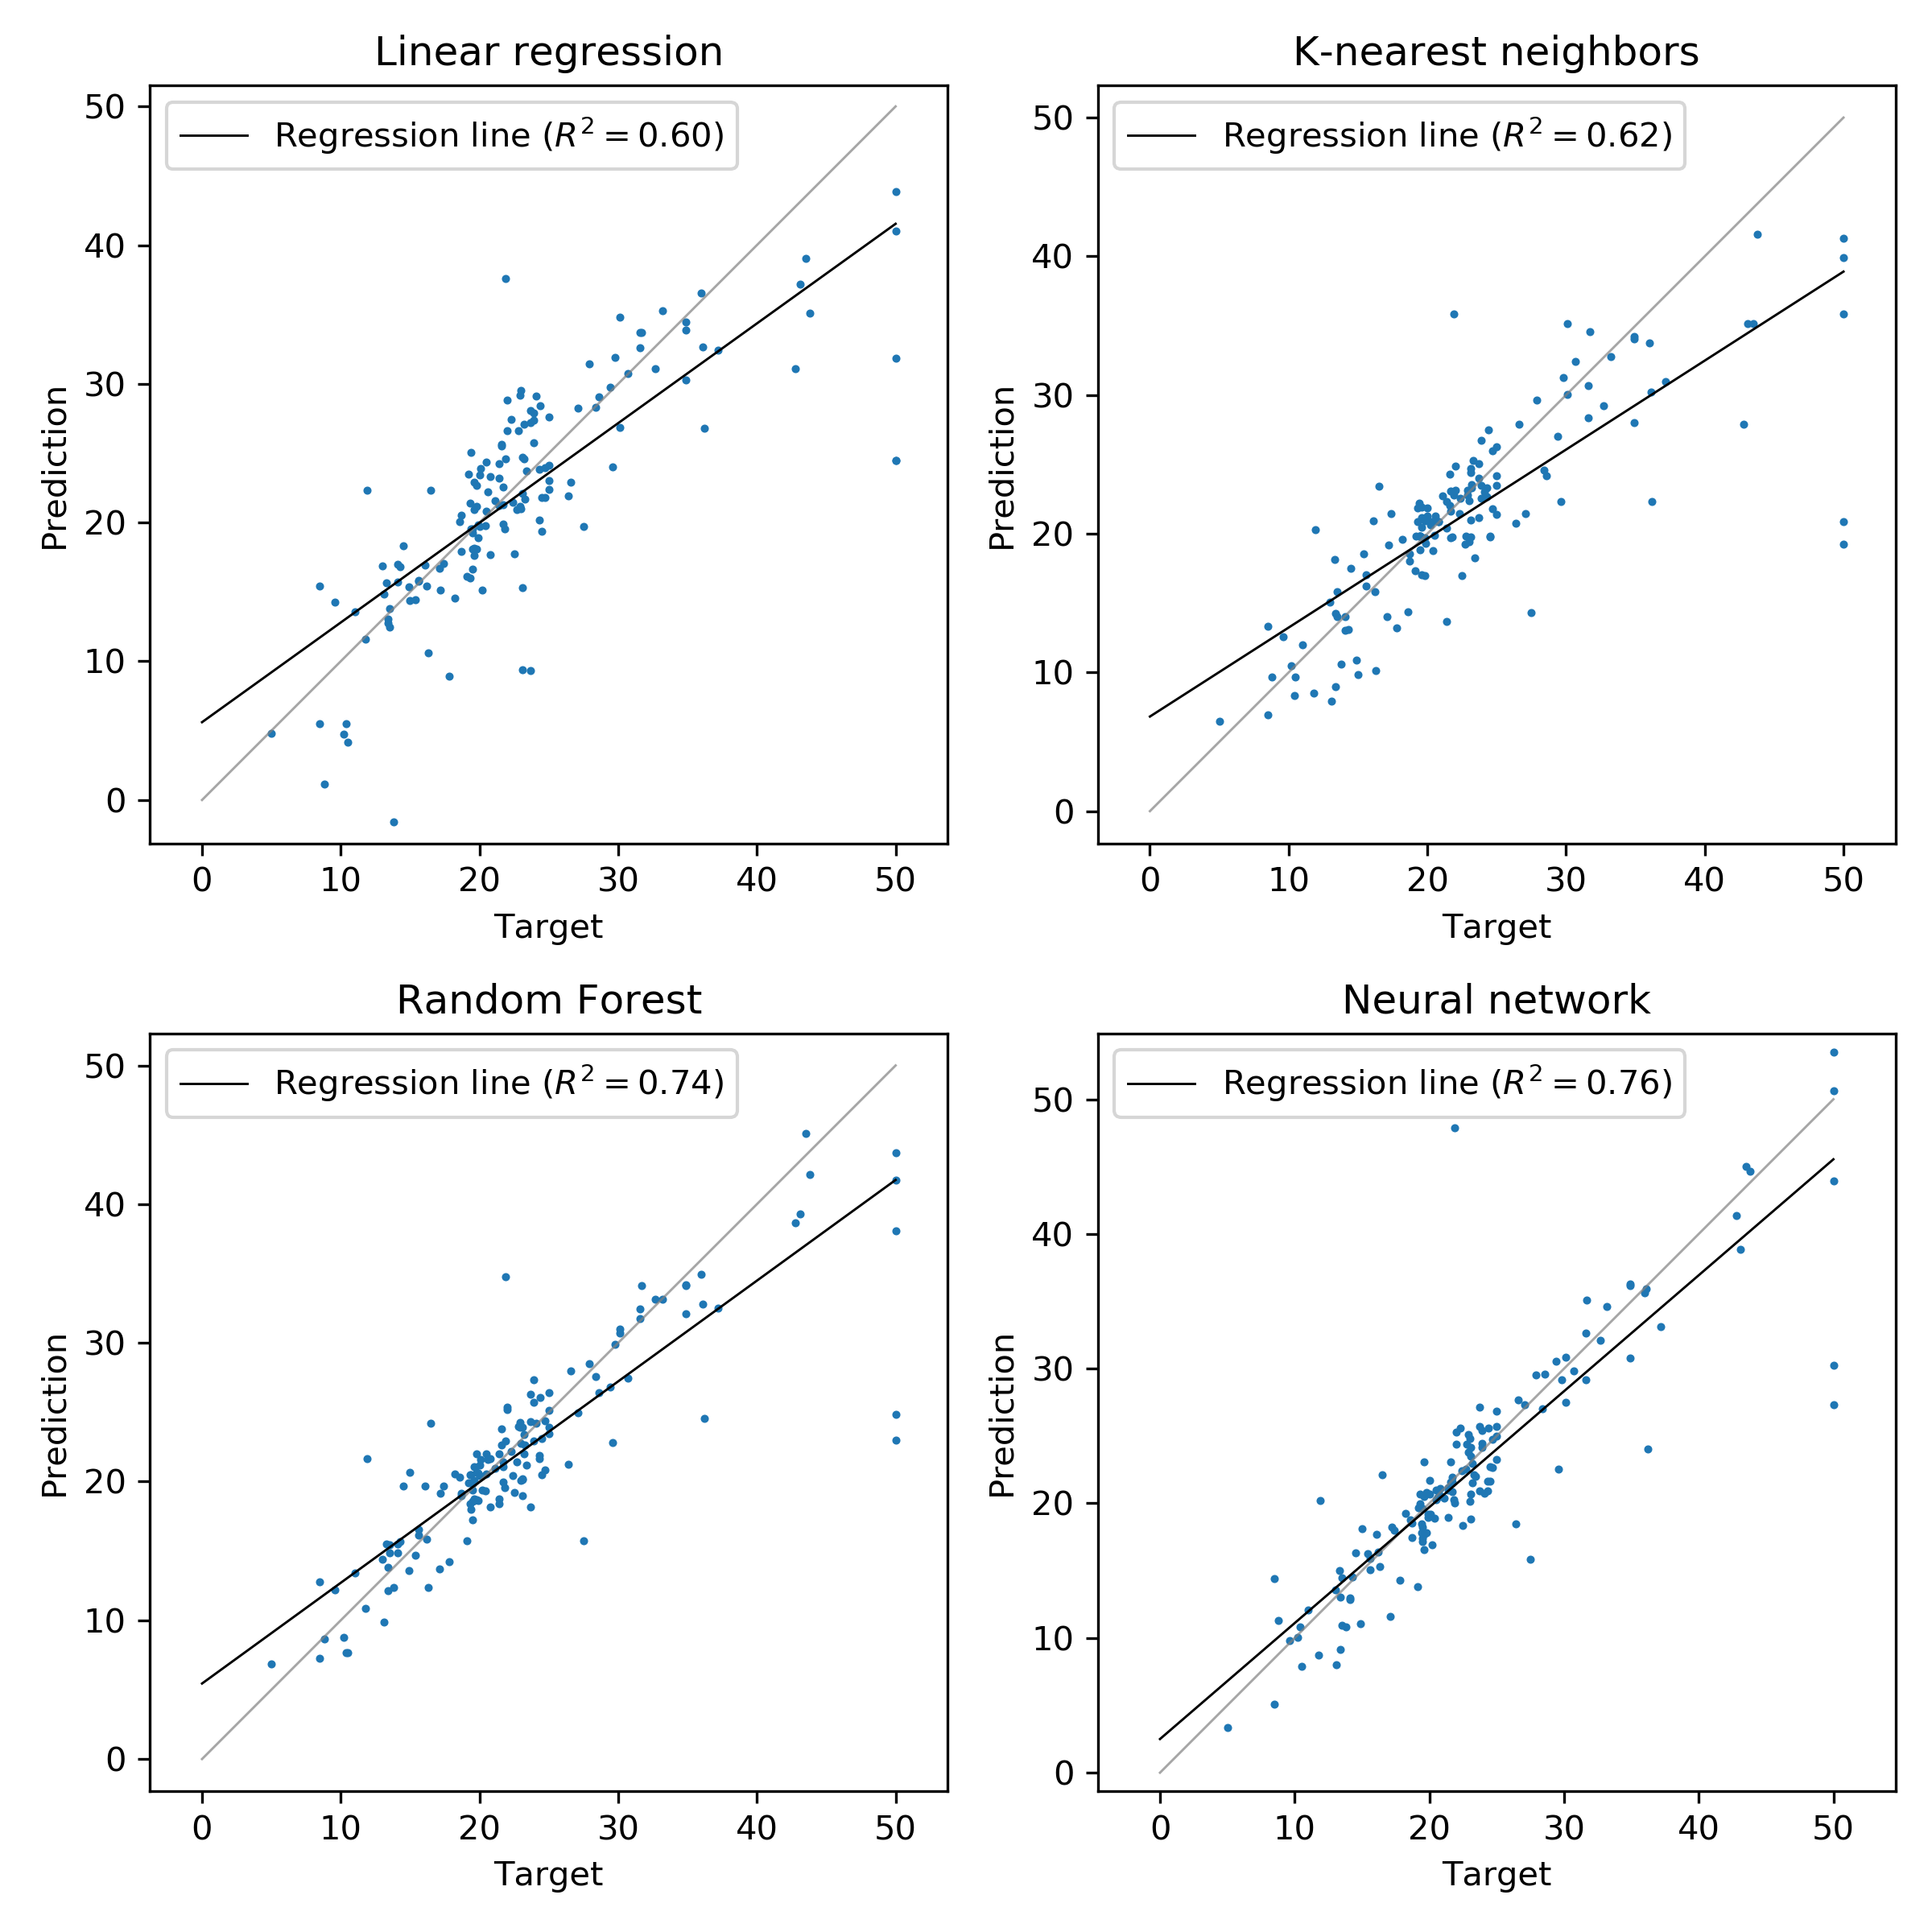 Linear regression
Regression line (R² = 0.60)
50
40
30
20
10
0
Prediction
0 10 20 30 40 50
Target
K-nearest neighbors
Regression line (R² = 0.62)
50
40
30
20
10
0
Prediction
0 10 20 30 40 50
Target
Random Forest
Regression line (R² = 0.74)
50
40
30
20
10
0
Prediction
0 10 20 30 40 50
Target
Neural network
Regression line (R² = 0.76)
50
40
30
20
10
0
Prediction
0 10 20 30 40 50
Target